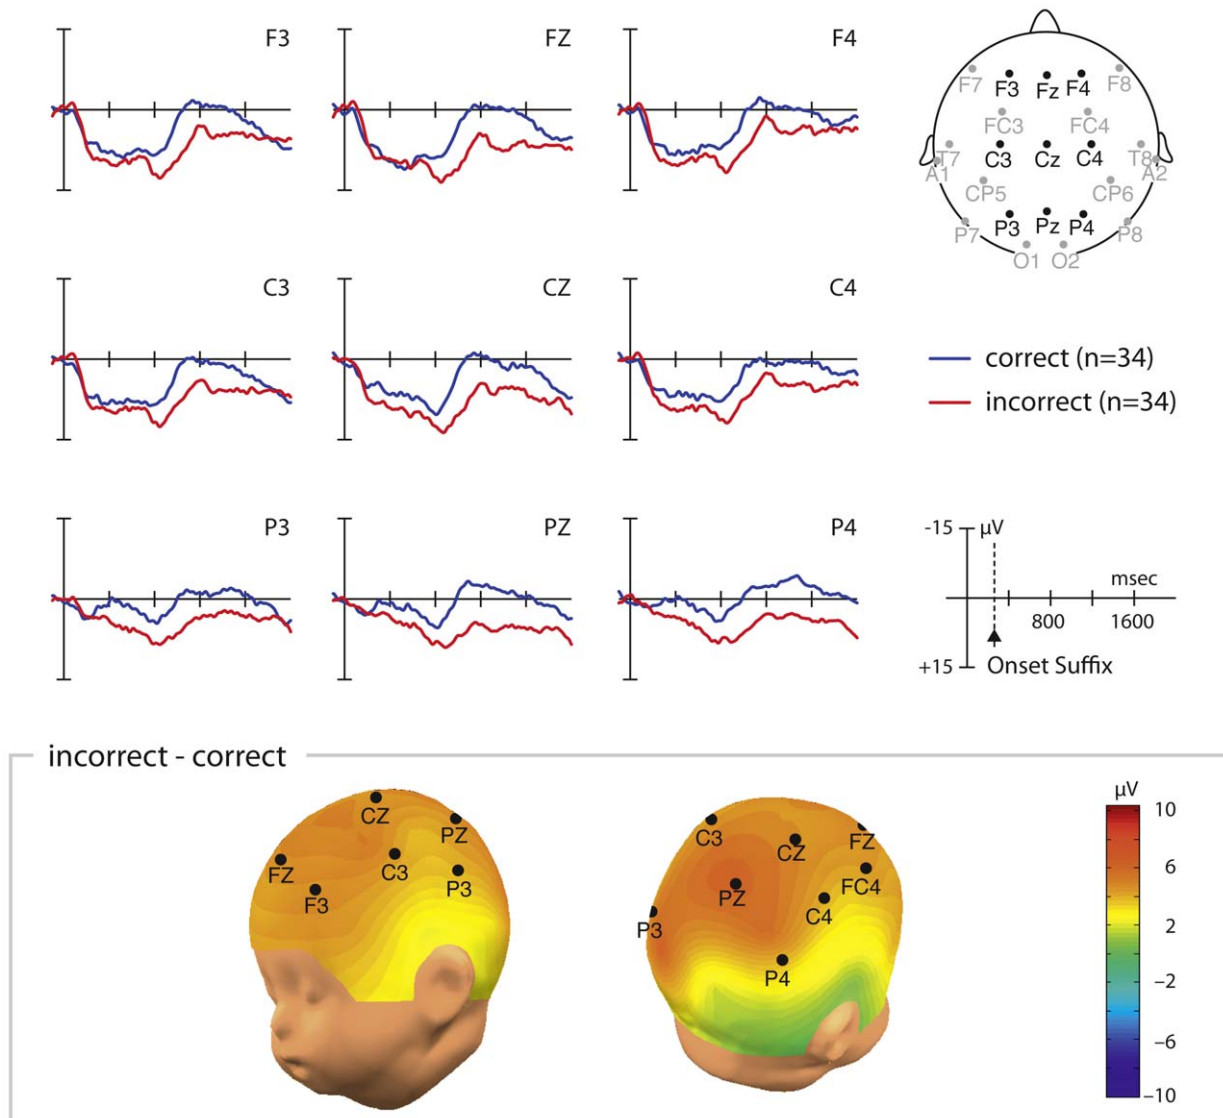 F3
FZ
F4
F7
F3
Fz
F4
F8
FC3
FC4
T7
C3
Cz
C4
T8
A1
A2
CP5
CP6
P7
P3
Pz
P4
P8
O1
O2
C3
CZ
C4
correct (n=34)
incorrect (n=34)
P3
PZ
P4
-15
µV
msec
800
1600
+15
Onset Suffix
incorrect - correct
CZ
PZ
FZ
C3
P3
F3
C3
CZ
FZ
PZ
FC4
C4
P3
P4
µV
10
6
2
−2
−6
−10